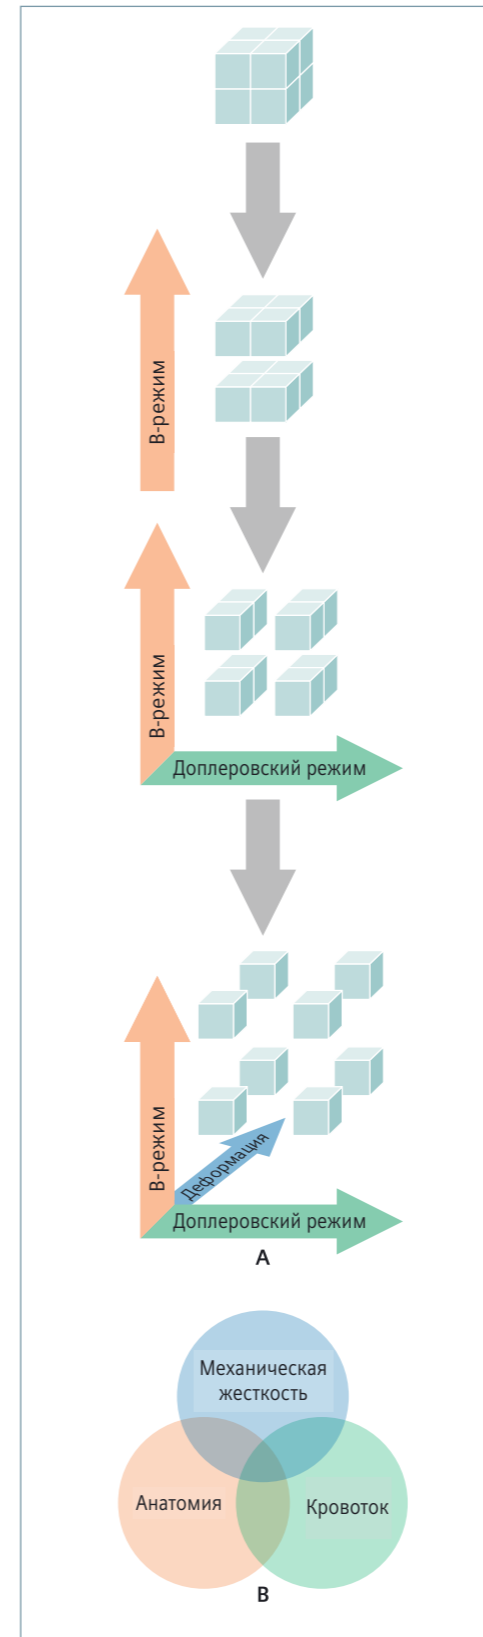 В-режим
В-режим
Доплеровский режим
В-режим
Деформация
Доплеровский режим
А
Механическая
жесткость
Анатомия
Кровоток
В